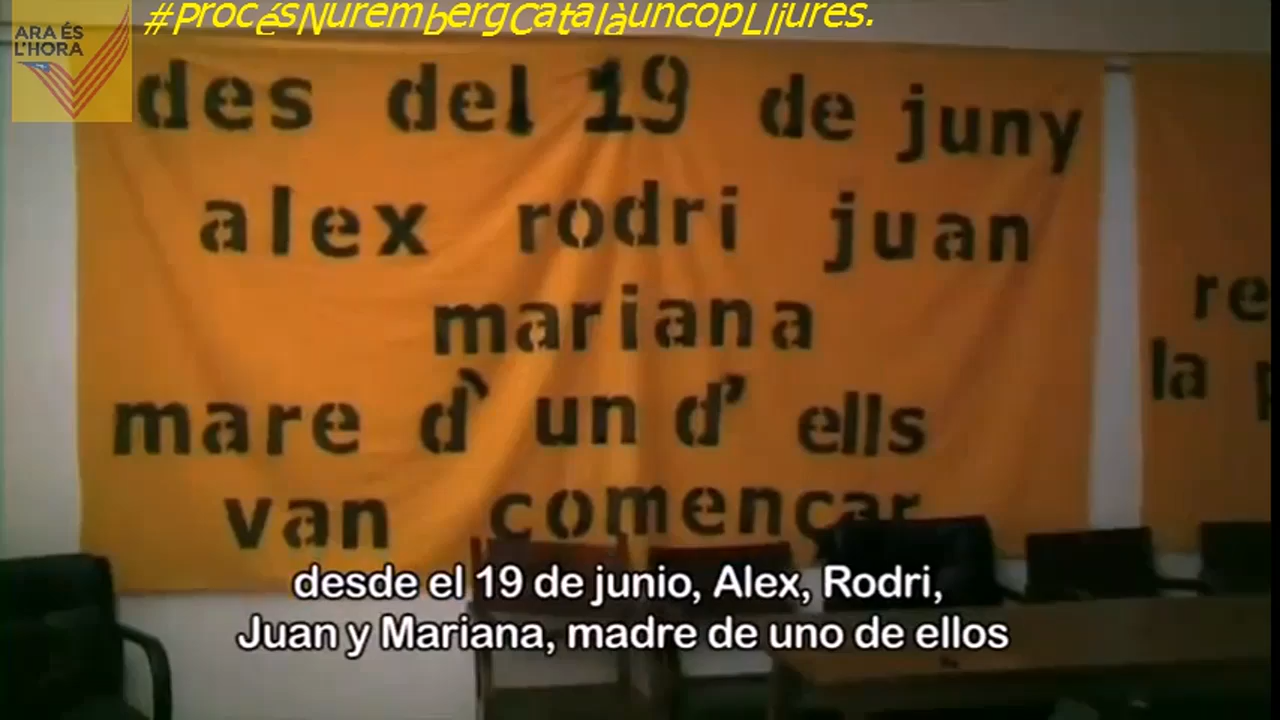 #ProcésNurembergCatalàuncopLliures.
ARA ÉS
L'HORA
des del 19 de juny
alex rodri juan
mariana
mare d` un d' ells
van començar
re
la
desde el 19 de junio, Alex, Rodri,
Juan y Mariana, madre de uno de ellos